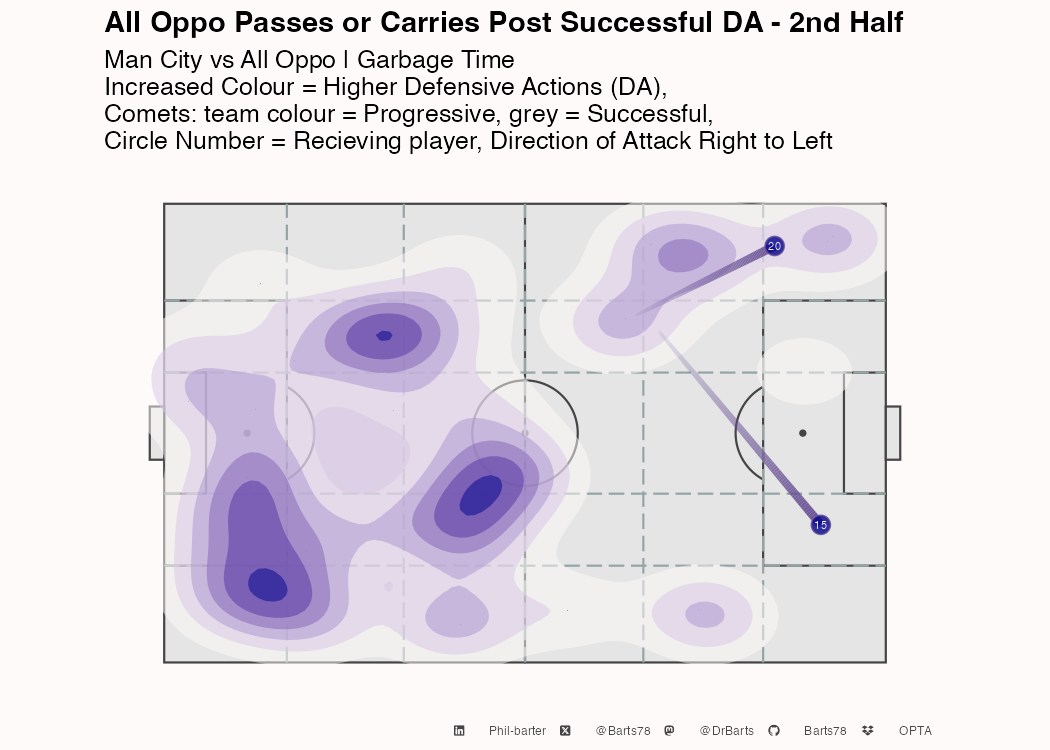 All Oppo Passes or Carries Post Successful DA - 2nd Half
Man City vs All Oppo | Garbage Time
Increased Colour = Higher Defensive Actions (DA),
Comets: team colour = Progressive, grey = Successful,
Circle Number = Recieving player, Direction of Attack Right to Left
20
15
Phil-barter @Barts78 @DrBarts Barts78 OPTA